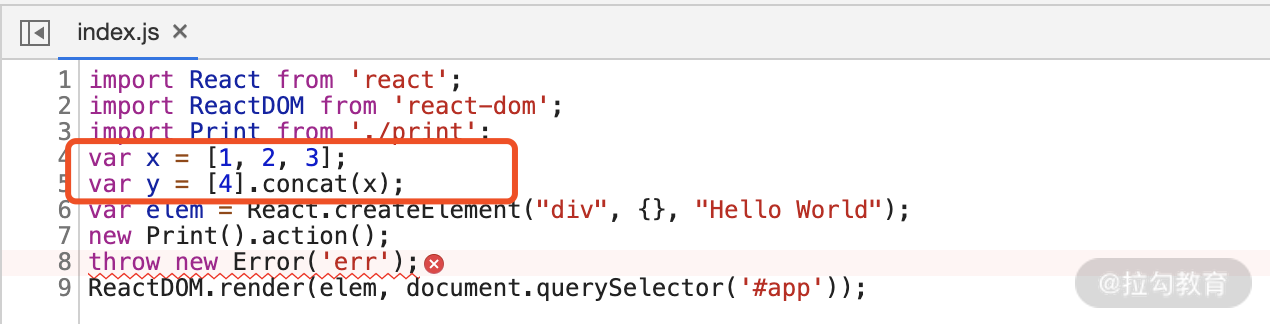 index.js ×
1 import React from 'react';
2 import ReactDOM from 'react-dom';
3 import Print from './print';
4 var x = [1, 2, 3];
5 var y = [4].concat(x);
6 var elem = React.createElement("div", {}, "Hello World");
7 new Print().action();
8 throw new Error('err');
9 ReactDOM.render(elem, document.querySelector('#app'));
@拉勾教育